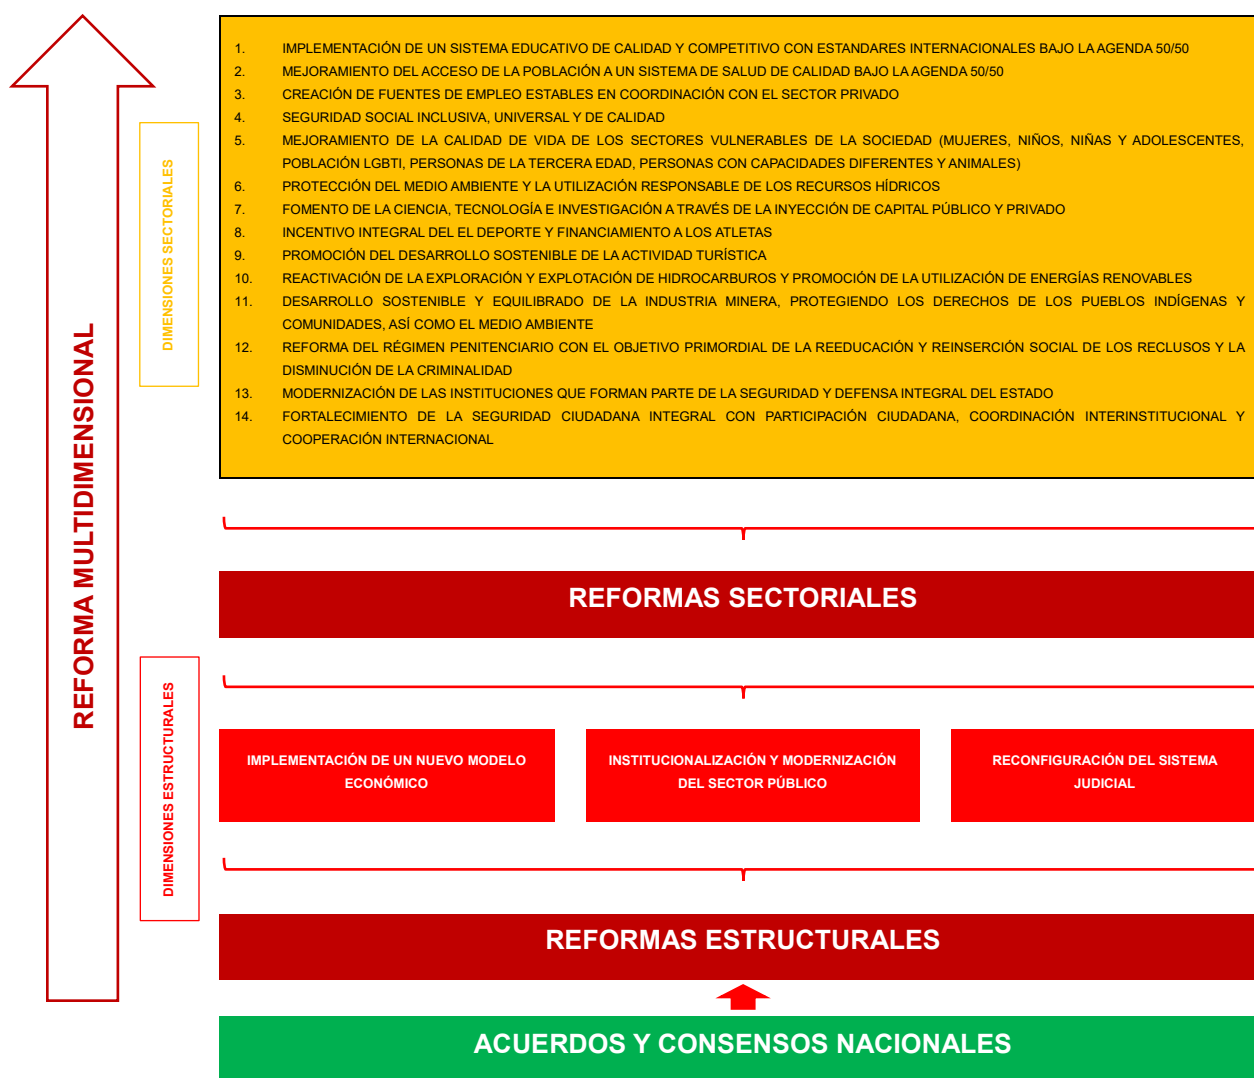 1. IMPLEMENTACIÓN DE UN SISTEMA EDUCATIVO DE CALIDAD Y COMPETITIVO CON ESTANDARES INTERNACIONALES BAJO LA AGENDA 50/50
2. MEJORAMIENTO DEL ACCESO DE LA POBLACIÓN A UN SISTEMA DE SALUD DE CALIDAD BAJO LA AGENDA 50/50
3. CREACIÓN DE FUENTES DE EMPLEO ESTABLES EN COORDINACIÓN CON EL SECTOR PRIVADO
4. SEGURIDAD SOCIAL INCLUSIVA, UNIVERSAL Y DE CALIDAD
5. MEJORAMIENTO DE LA CALIDAD DE VIDA DE LOS SECTORES VULNERABLES DE LA SOCIEDAD (MUJERES, NIÑOS, NIÑAS Y ADOLESCENTES,
POBLACIÓN LGBTI, PERSONAS DE LA TERCERA EDAD, PERSONAS CON CAPACIDADES DIFERENTES Y ANIMALES)
6. PROTECCIÓN DEL MEDIO AMBIENTE Y LA UTILIZACIÓN RESPONSABLE DE LOS RECURSOS HÍDRICOS
7. FOMENTO DE LA CIENCIA, TECNOLOGÍA E INVESTIGACIÓN A TRAVÉS DE LA INYECCIÓN DE CAPITAL PÚBLICO Y PRIVADO
8. INCENTIVO INTEGRAL DEL EL DEPORTE Y FINANCIAMIENTO A LOS ATLETAS
9. PROMOCIÓN DEL DESARROLLO SOSTENIBLE DE LA ACTIVIDAD TURÍSTICA
10. REACTIVACIÓN DE LA EXPLORACIÓN Y EXPLOTACIÓN DE HIDROCARBUROS Y PROMOCIÓN DE LA UTILIZACIÓN DE ENERGÍAS RENOVABLES
11. DESARROLLO SOSTENIBLE Y EQUILIBRADO DE LA INDUSTRIA MINERA, PROTEGIENDO LOS DERECHOS DE LOS PUEBLOS INDÍGENAS Y
COMUNIDADES, ASÍ COMO EL MEDIO AMBIENTE
12. REFORMA DEL RÉGIMEN PENITENCIARIO CON EL OBJETIVO PRIMORDIAL DE LA REEDUCACIÓN Y REINSERCIÓN SOCIAL DE LOS RECLUSOS Y LA
DISMINUCIÓN DE LA CRIMINALIDAD
13. MODERNIZACIÓN DE LAS INSTITUCIONES QUE FORMAN PARTE DE LA SEGURIDAD Y DEFENSA INTEGRAL DEL ESTADO
14. FORTALECIMIENTO DE LA SEGURIDAD CIUDADANA INTEGRAL CON PARTICIPACIÓN CIUDADANA, COORDINACIÓN INTERINSTITUCIONAL Y
COOPERACIÓN INTERNACIONAL
DIMENSIONES SECTORIALES
REFORMA MULTIDIMENSIONAL
REFORMAS SECTORIALES
DIMENSIONES ESTRUCTURALES
IMPLEMENTACIÓN DE UN NUEVO MODELO
ECONÓMICO
INSTITUCIONALIZACIÓN Y MODERNIZACIÓN
DEL SECTOR PÚBLICO
RECONFIGURACIÓN DEL SISTEMA
JUDICIAL
REFORMAS ESTRUCTURALES
ACUERDOS Y CONSENSOS NACIONALES